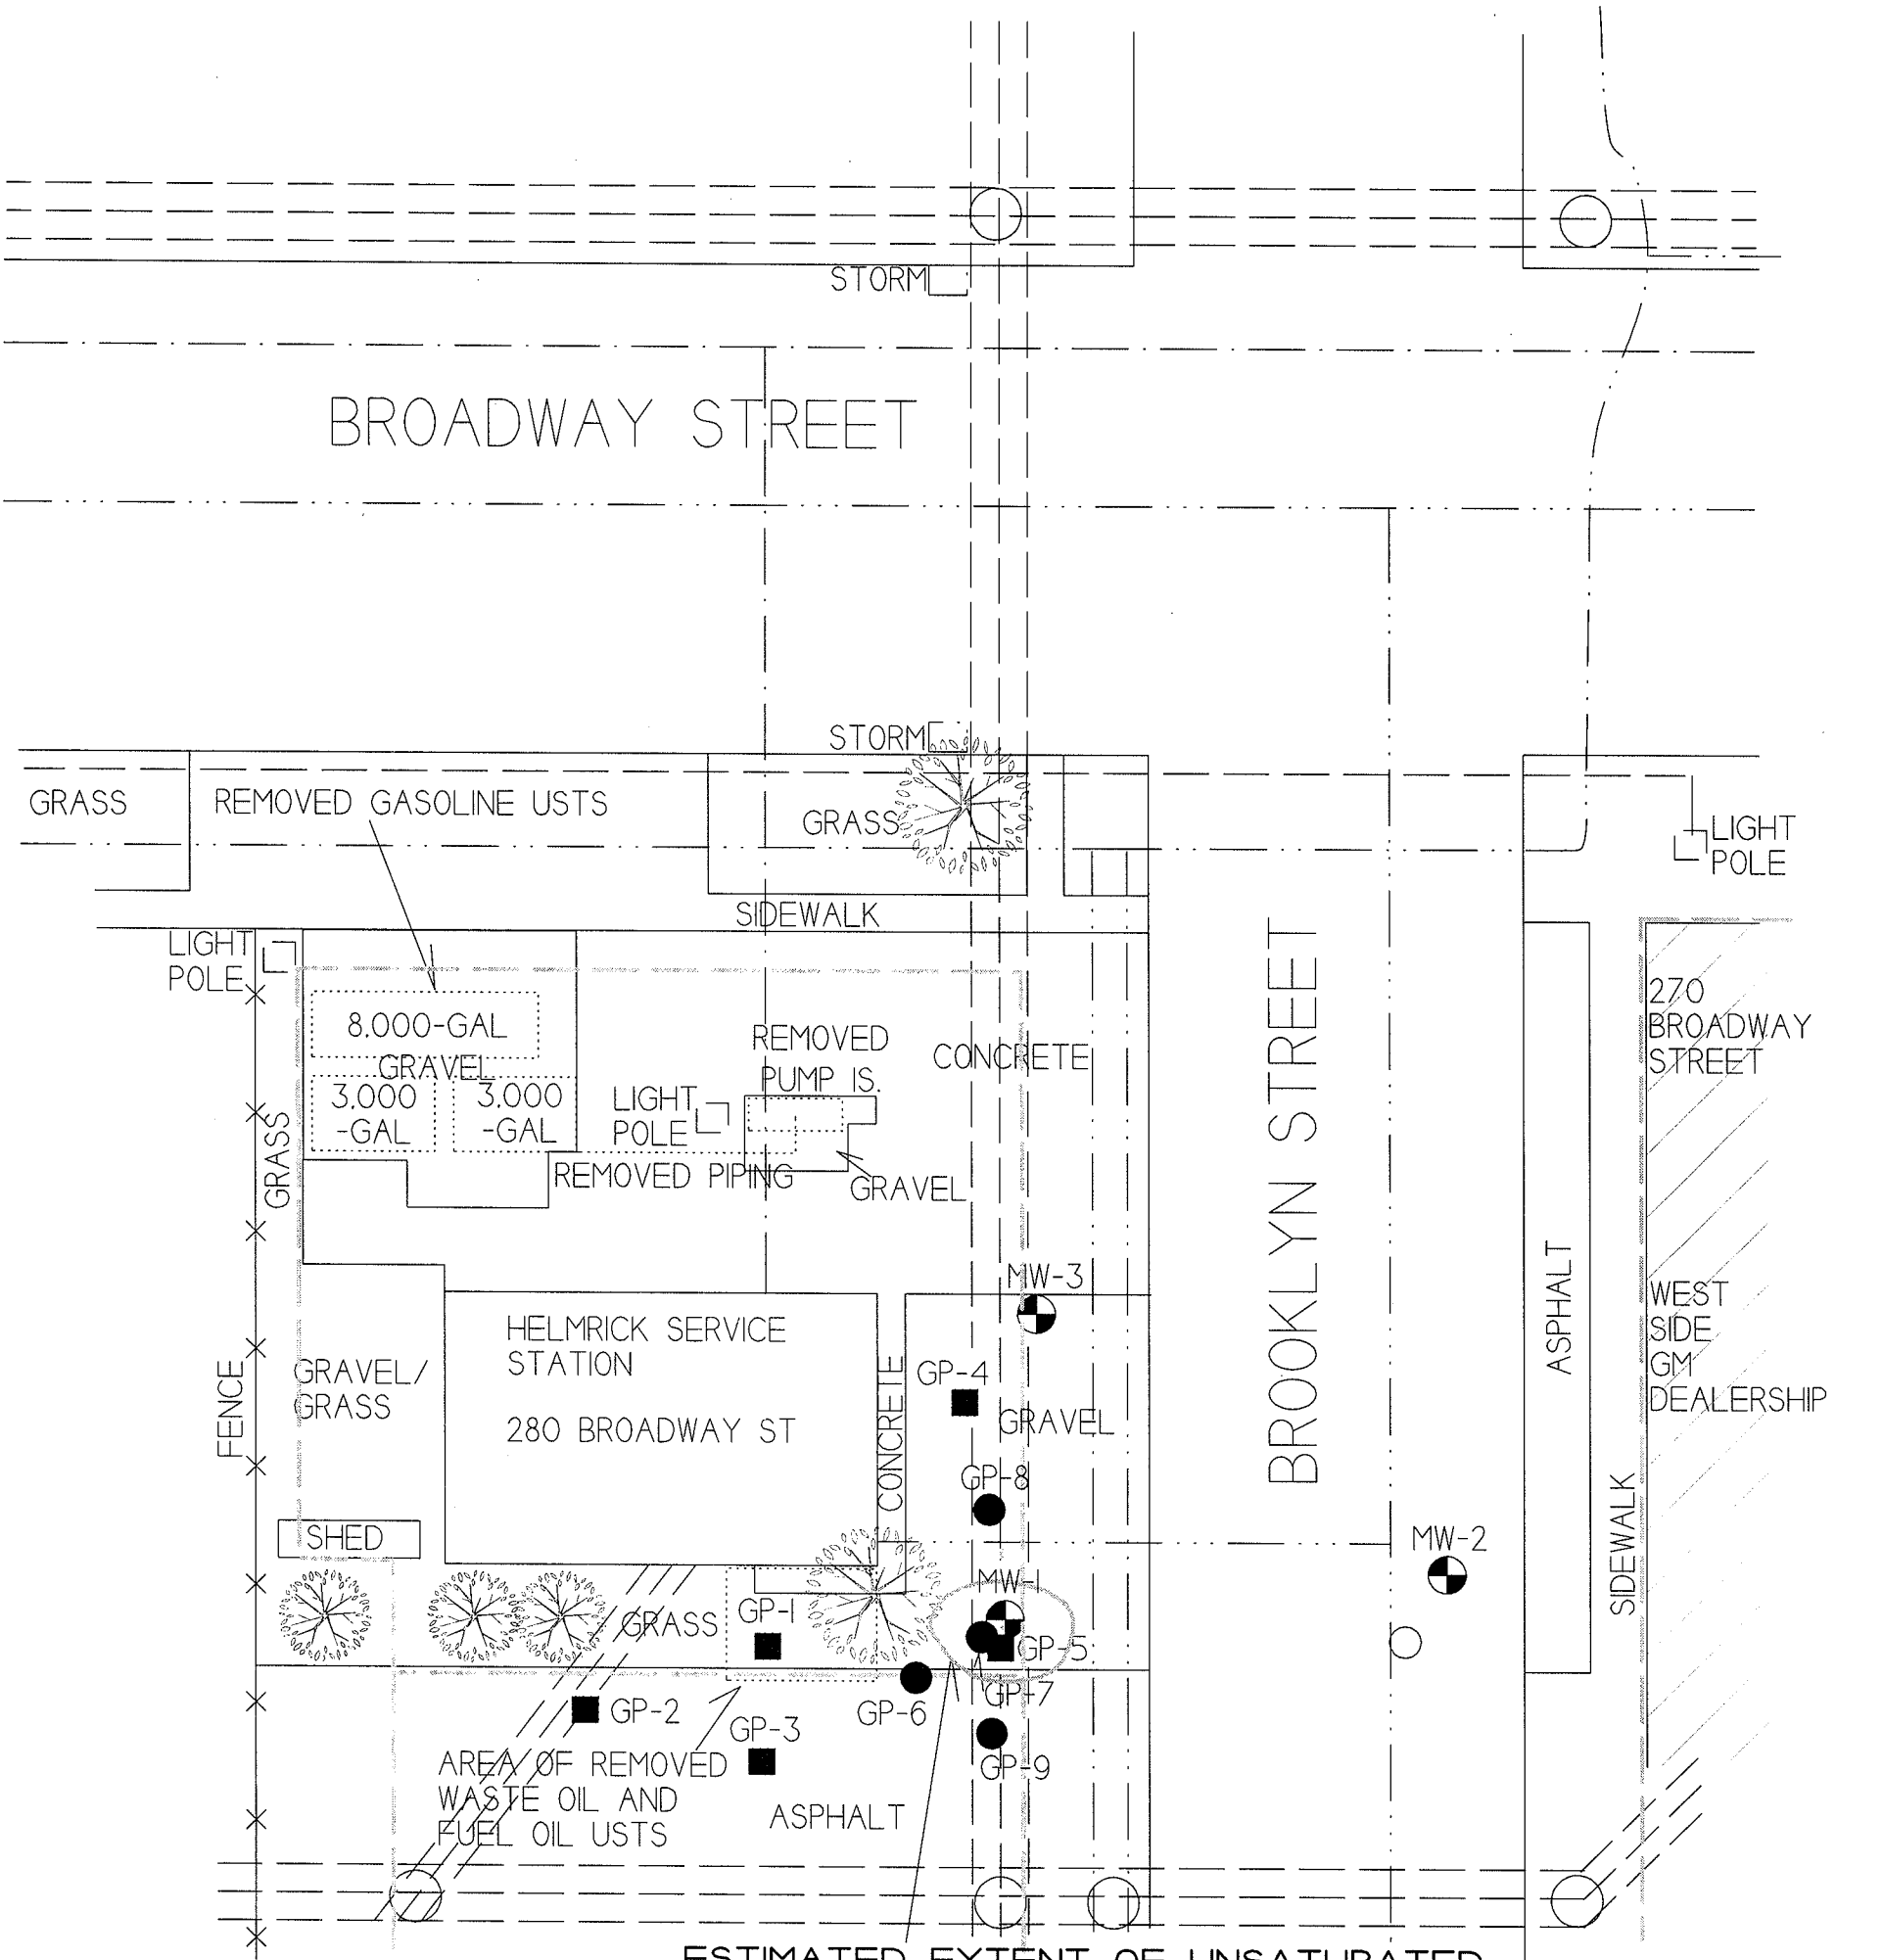 STORM
BROADWAY STREET
STORM
GRASS
REMOVED GASOLINE USTS
GRASS
LIGHT
POLE
SIDEWALK
LIGHT
POLE
8,000-GAL
GRAVEL
3,000
-GAL
3,000
-GAL
REMOVED
PUMP IS.
CONCRETE
LIGHT
POLE
REMOVED PIPING
GRAVEL
GRASS
BROOKLYN STREET
270
BROADWAY
STREET
MW-3
HELMRICK SERVICE
STATION
280 BROADWAY ST
GRAVEL/
GRASS
FENCE
CONCRETE
GP-4
GRAVEL
GP-8
ASPHALT
WEST
SIDE
GM
DEALERSHIP
SIDEWALK
SHED
MW-2
MW-1
GRASS
GP-1
GP-5
GP-7
GP-6
GP-2
GP-3
GP-9
AREA OF REMOVED
WASTE OIL AND
FUEL OIL USTS
ASPHALT
ESTIMATED EXTENT OF UNSATURATED